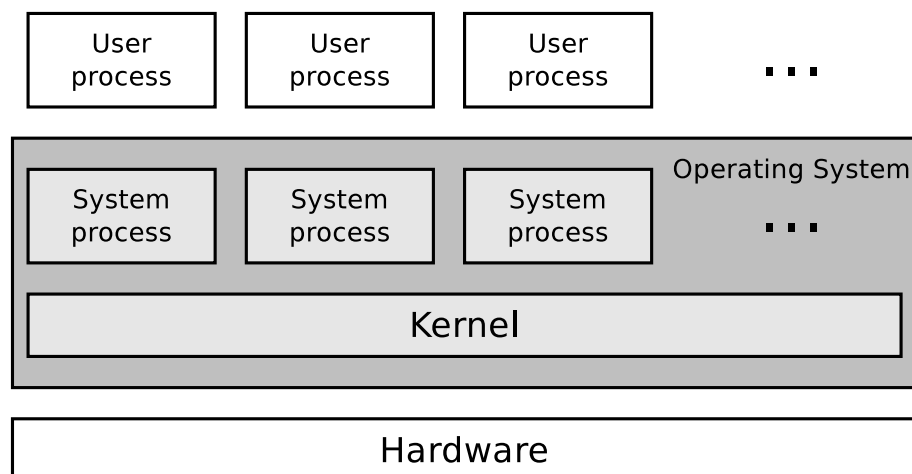 User
process
User
process
User
process
...
Operating System
System
process
System
process
System
process
...
Kernel
Hardware